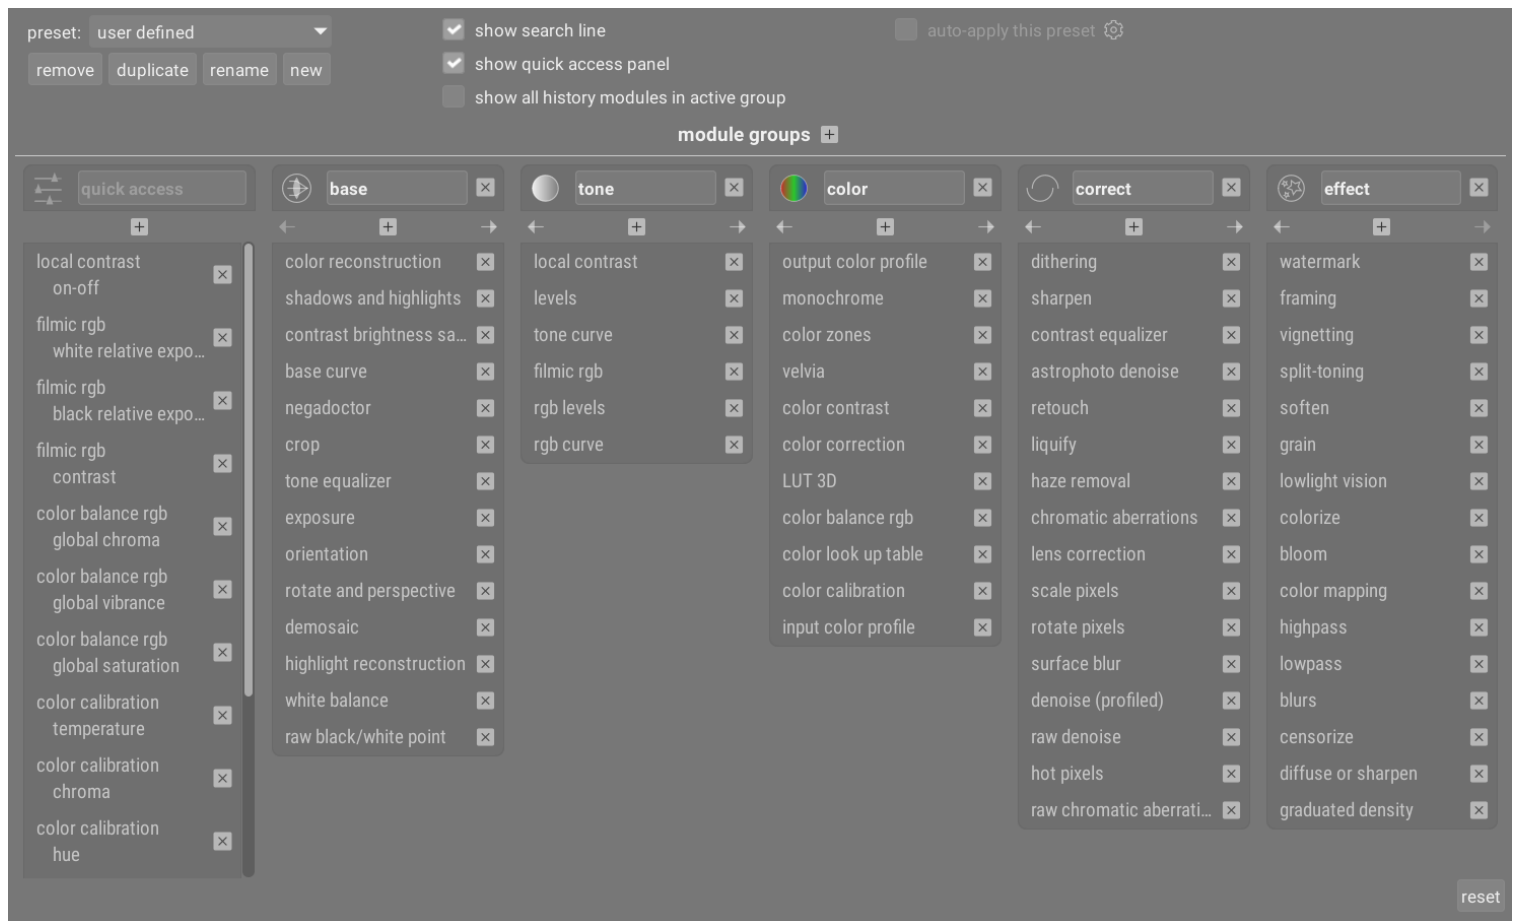 preset: user defined
remove duplicate rename new
show search line
show quick access panel
show all history modules in active group
auto-apply this preset
module groups
quick access
local contrast
on-off
filmic rgb
white relative expo...
filmic rgb
black relative expo...
filmic rgb
contrast
color balance rgb
global chroma
color balance rgb
global vibrance
color balance rgb
global saturation
color calibration
temperature
color calibration
chroma
color calibration
hue
base
color reconstruction
shadows and highlights
contrast brightness sa...
base curve
negadoctor
crop
tone equalizer
exposure
orientation
rotate and perspective
demosaic
highlight reconstruction
white balance
raw black/white point
tone
local contrast
levels
tone curve
filmic rgb
rgb levels
rgb curve
color
output color profile
monochrome
color zones
velvia
color contrast
color correction
LUT 3D
color balance rgb
color look up table
color calibration
input color profile
correct
dithering
sharpen
contrast equalizer
astrophoto denoise
retouch
liquify
haze removal
chromatic aberrations
lens correction
scale pixels
rotate pixels
surface blur
denoise (profiled)
raw denoise
hot pixels
raw chromatic aberrati...
effect
watermark
framing
vignetting
split-toning
soften
grain
lowlight vision
colorize
bloom
color mapping
highpass
lowpass
blurs
censorize
diffuse or sharpen
graduated density
reset